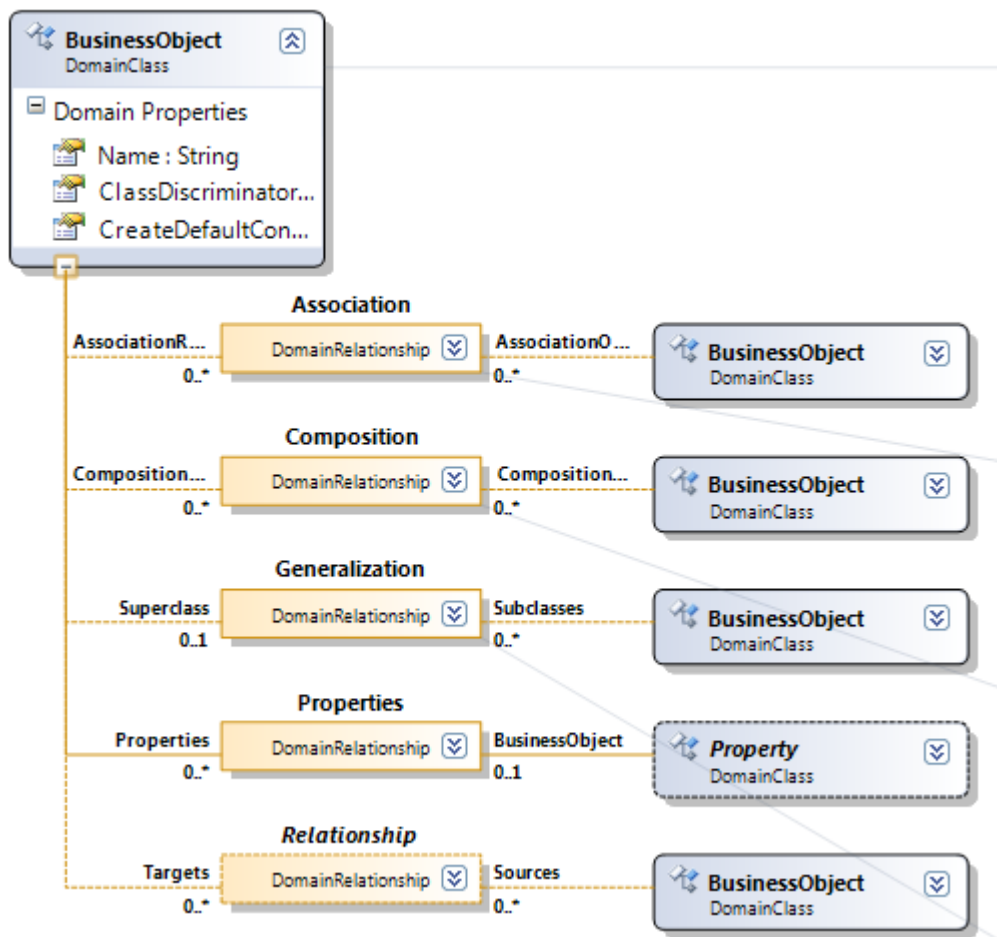 BusinessObject
DomainClass
Domain Properties
Name : String
ClassDiscriminator...
CreateDefaultCon...
Association
AssociationR... DomainRelationship AssociationO... BusinessObject
0..* 0..* DomainClass
Composition
Composition... DomainRelationship Composition... BusinessObject
0..* 0..* DomainClass
Generalization
Superclass DomainRelationship Subclasses BusinessObject
0..1 0..* DomainClass
Properties
Properties DomainRelationship BusinessObject Property
0..* 0..1 DomainClass
Relationship
Targets DomainRelationship Sources BusinessObject
0..* 0..* DomainClass